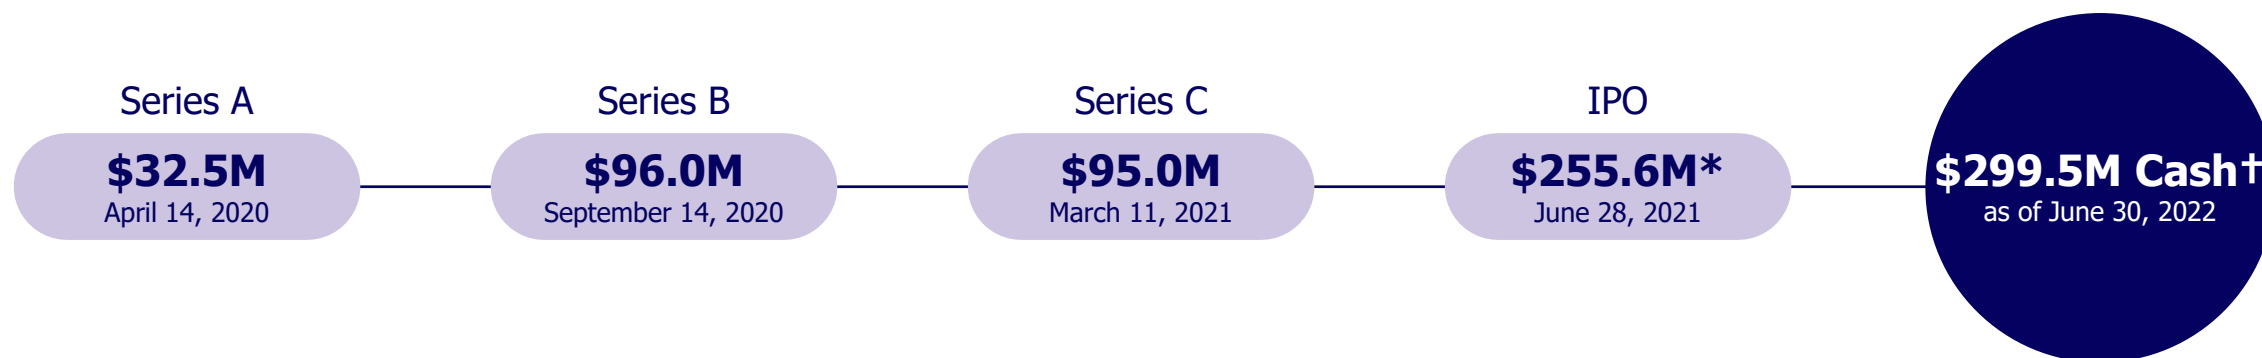 Series A
$32.5M
April 14, 2020
Series B
$96.0M
September 14, 2020
Series C
$95.0M
March 11, 2021
IPO
$255.6M*
June 28, 2021
$299.5M Cash†
as of June 30, 2022